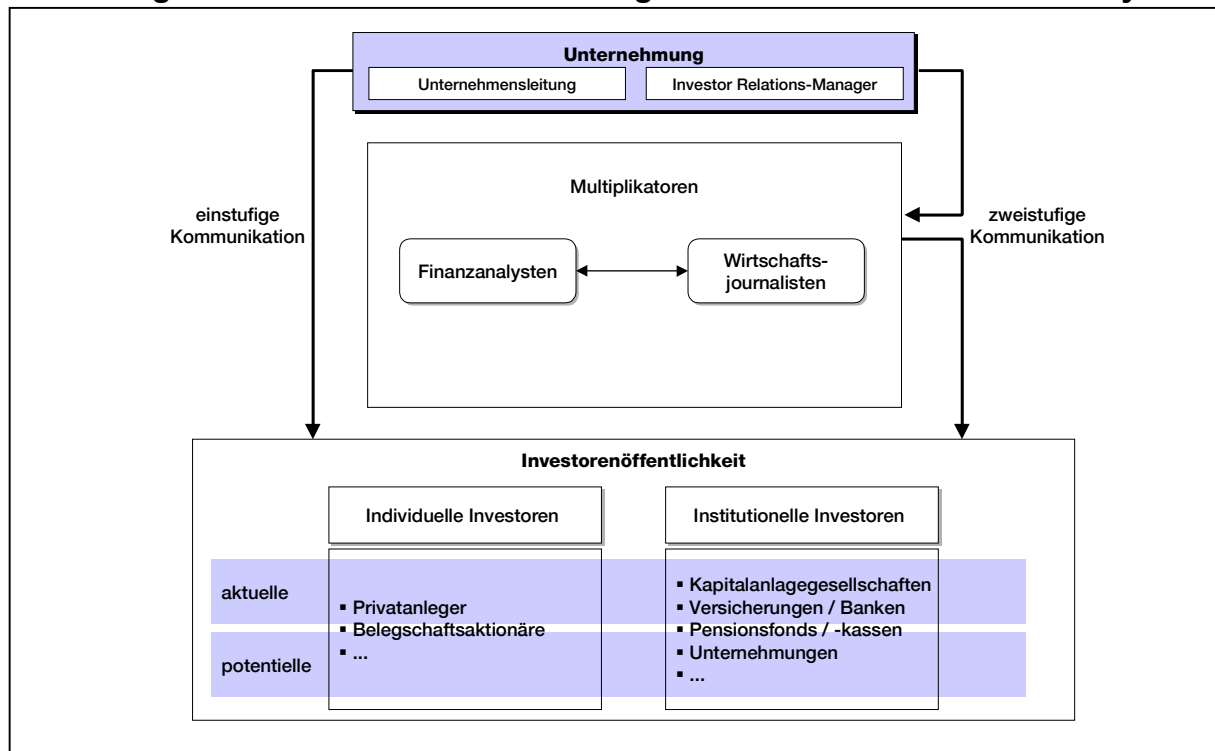 Unternehmung
Unternehmensleitung
Investor Relations-Manager
Multiplikatoren
einstufige
Kommunikation
zweistufige
Kommunikation
Finanzanalysten
Wirtschafts-
journalisten
Investorenöffentlichkeit
Individuelle Investoren
Institutionelle Investoren
aktuelle
potentielle
▪ Privatanleger
▪ Belegschaftsaktionäre
▪ ...
▪ Kapitalanlagegesellschaften
▪ Versicherungen / Banken
▪ Pensionsfonds / -kassen
▪ Unternehmungen
▪ ...